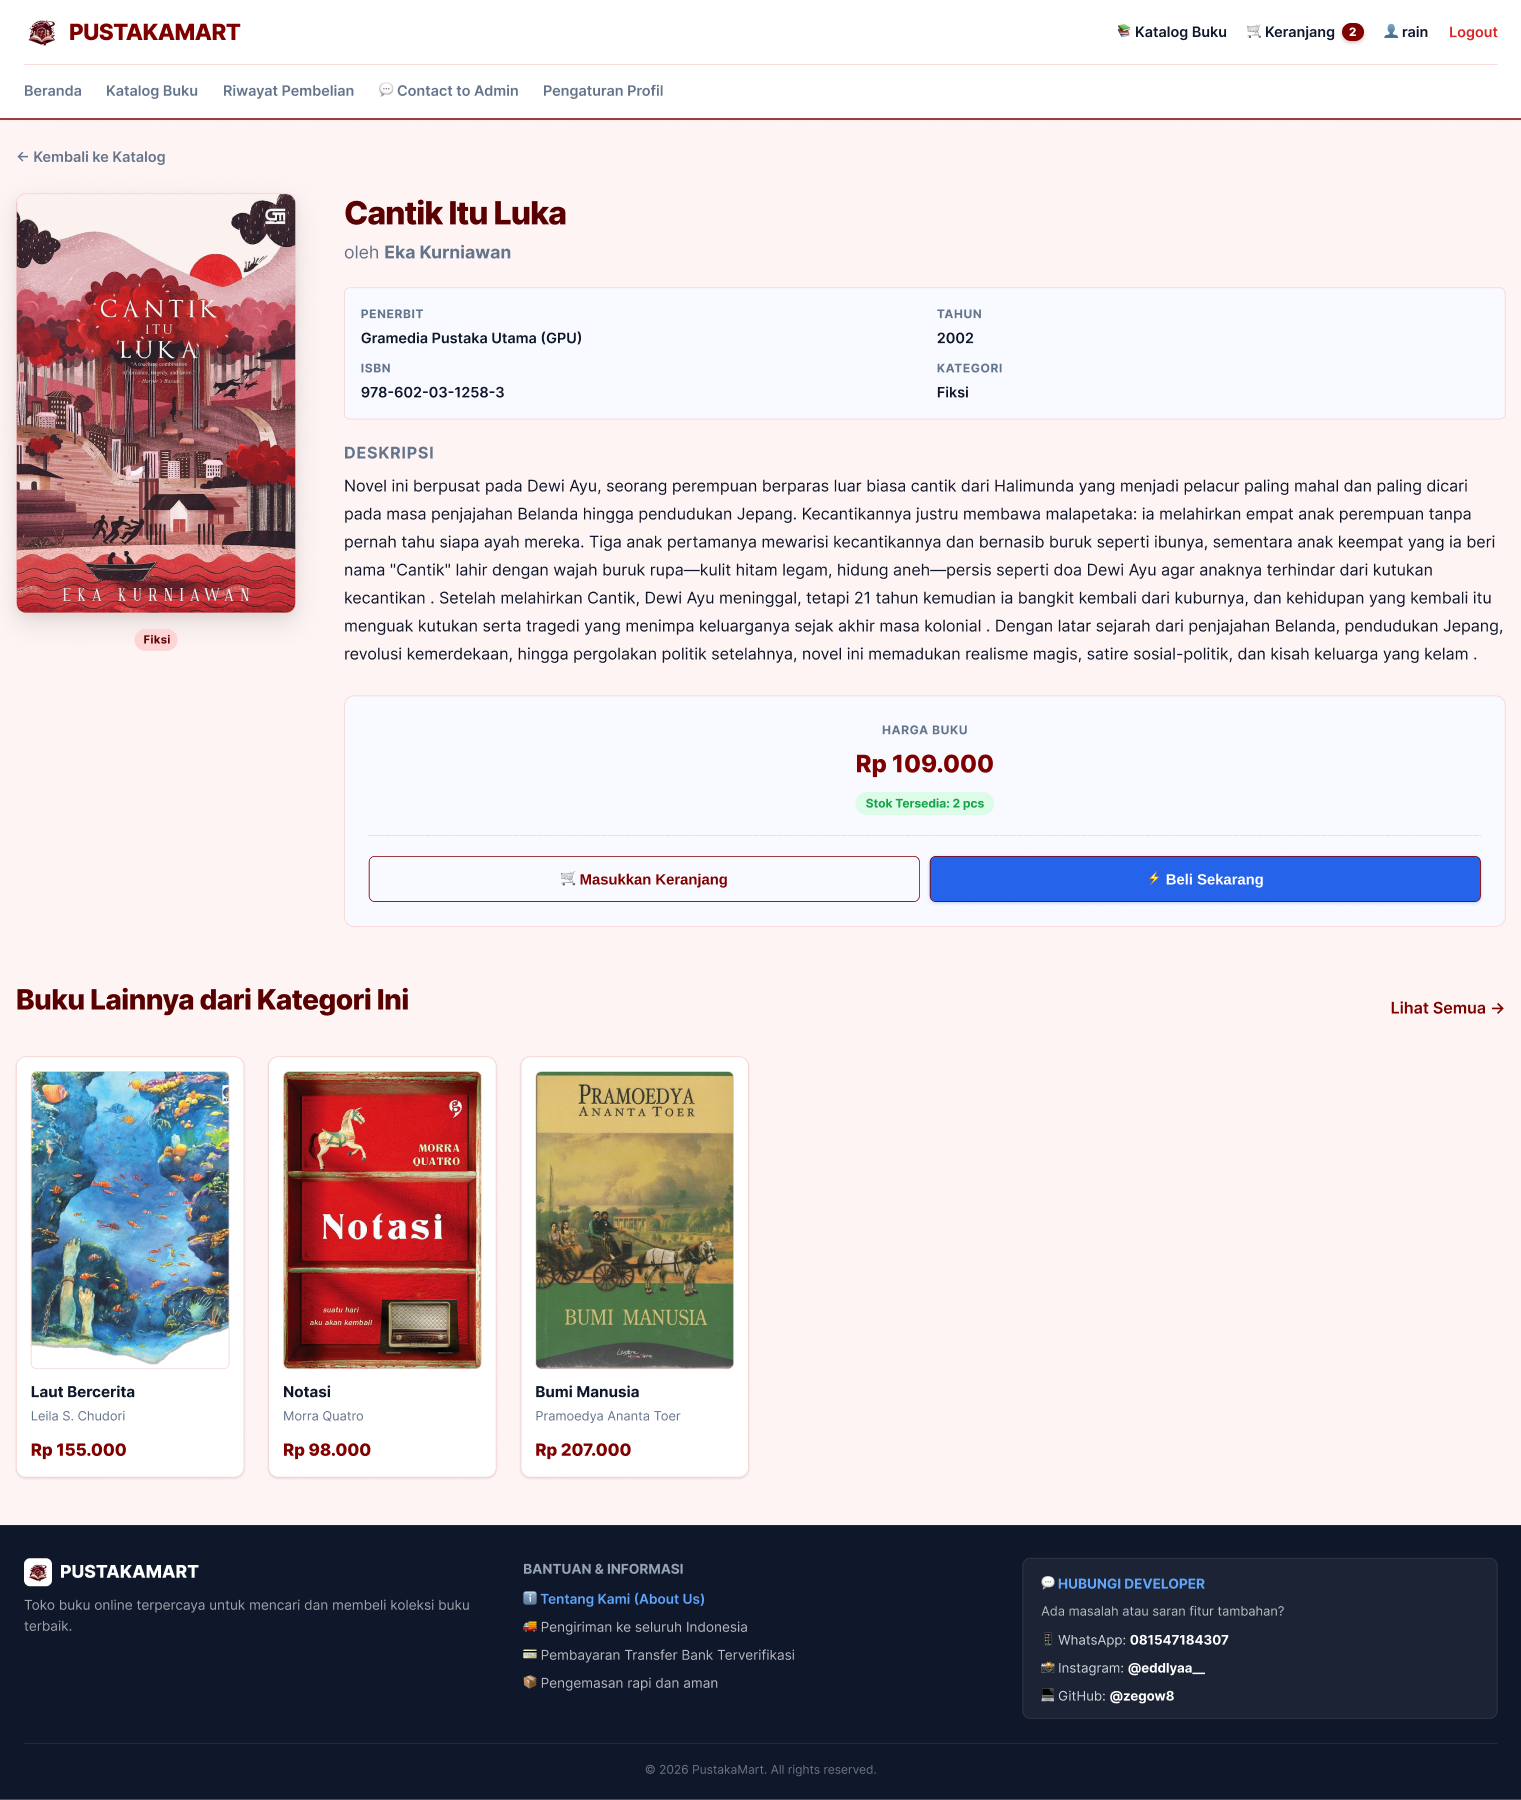 PUSTAKAMART
📚 Katalog Buku 🛒 Keranjang 2 👤 rain Logout
Beranda Katalog Buku Riwayat Pembelian 💬 Contact to Admin Pengaturan Profil
← Kembali ke Katalog
CANTIK
ITU
LUKA
EKA KURNIAWAN
Fiksi
Cantik Itu Luka
oleh Eka Kurniawan
PENERBIT
Gramedia Pustaka Utama (GPU)
TAHUN
2002
ISBN
978-602-03-1258-3
KATEGORI
Fiksi
DESKRIPSI
Novel ini berpusat pada Dewi Ayu, seorang perempuan berparas luar biasa cantik dari Halimunda yang menjadi pelacur paling mahal dan paling dicari
pada masa penjajahan Belanda hingga pendudukan Jepang. Kecantikannya justru membawa malapetaka: ia melahirkan empat anak perempuan tanpa
pernah tahu siapa ayah mereka. Tiga anak pertamanya mewarisi kecantikannya dan bernasib buruk seperti ibunya, sementara anak keempat yang ia beri
nama "Cantik" lahir dengan wajah buruk rupa—kulit hitam legam, hidung aneh—persis seperti doa Dewi Ayu agar anaknya terhindar dari kutukan
kecantikan . Setelah melahirkan Cantik, Dewi Ayu meninggal, tetapi 21 tahun kemudian ia bangkit kembali dari kuburnya, dan kehidupan yang kembali itu
menguak kutukan serta tragedi yang menimpa keluarganya sejak akhir masa kolonial . Dengan latar sejarah dari penjajahan Belanda, pendudukan Jepang,
revolusi kemerdekaan, hingga pergolakan politik setelahnya, novel ini memadukan realisme magis, satire sosial-politik, dan kisah keluarga yang kelam .
HARGA BUKU
Rp 109.000
Stok Tersedia: 2 pcs
🛒 Masukkan Keranjang
⚡ Beli Sekarang
Buku Lainnya dari Kategori Ini
Lihat Semua →
Laut Bercerita
Leila S. Chudori
Rp 155.000
MORRA
QUATRO
Notasi
suatu hari
aku akan kembali
Notasi
Morra Quatro
Rp 98.000
PRAMOEDYA
ANANTA TOER
BUMI MANUSIA
Bumi Manusia
Pramoedya Ananta Toer
Rp 207.000
PUSTAKAMART
Toko buku online terpercaya untuk mencari dan membeli koleksi buku
terbaik.
BANTUAN & INFORMASI
ℹ️ Tentang Kami (About Us)
🚚 Pengiriman ke seluruh Indonesia
💳 Pembayaran Transfer Bank Terverifikasi
📦 Pengemasan rapi dan aman
💬 HUBUNGI DEVELOPER
Ada masalah atau saran fitur tambahan?
📱 WhatsApp: 081547184307
📸 Instagram: @eddlyaa__
💻 GitHub: @zegow8
© 2026 PustakaMart. All rights reserved.